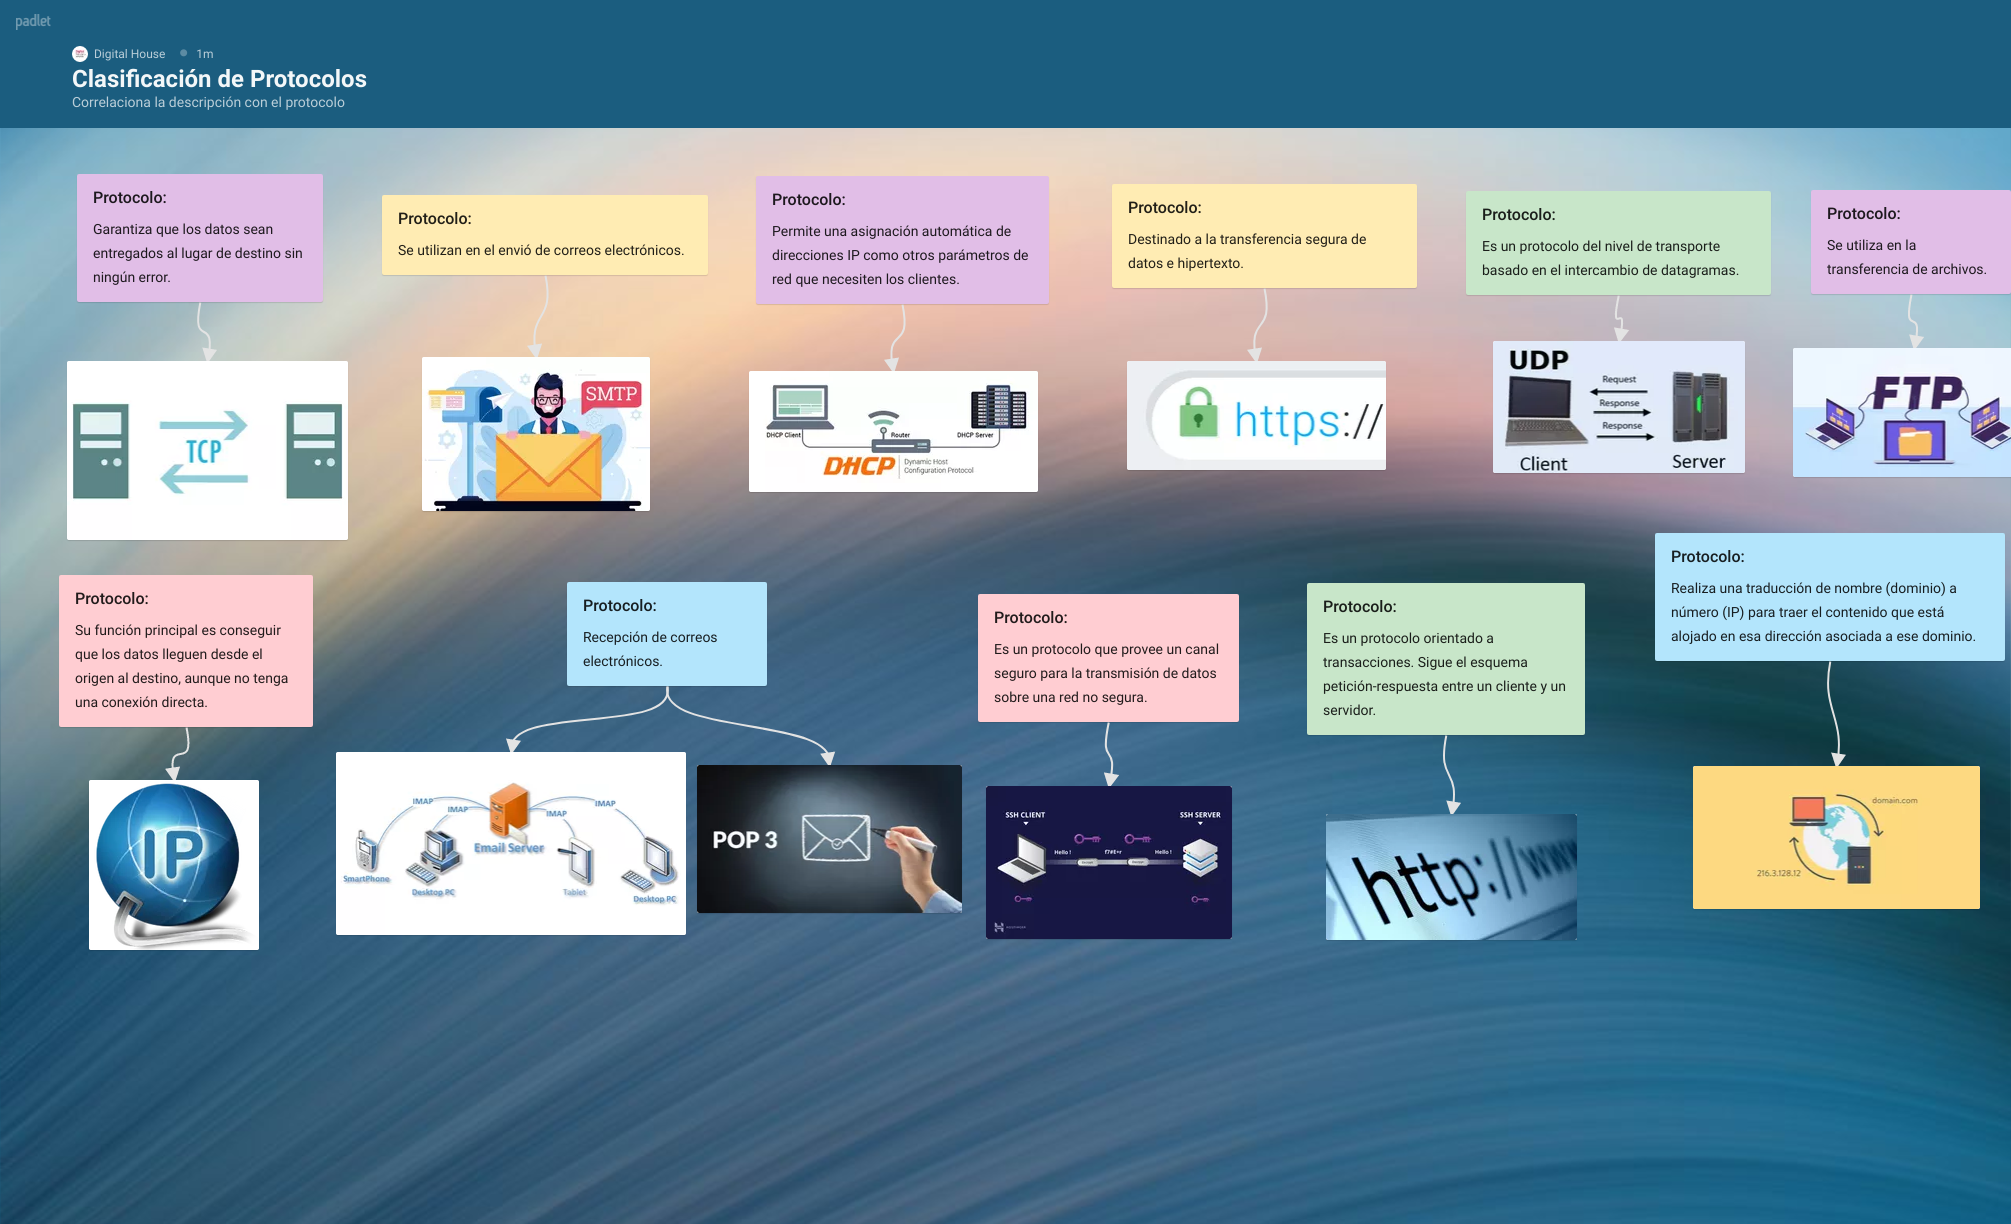 padlet
Digital House 1m
Clasificación de Protocolos
Correlaciona la descripción con el protocolo
Protocolo:
Garantiza que los datos sean
entregados al lugar de destino sin
ningún error.
TCP
Protocolo:
Se utilizan en el envió de correos electrónicos.
SMTP
Protocolo:
Permite una asignación automática de
direcciones IP como otros parámetros de
red que necesiten los clientes.
DHCP Client
Router
DHCP Server
DHCP
Dynamic Host
Configuration Protocol
Protocolo:
Destinado a la transferencia segura de
datos e hipertexto.
https://
Protocolo:
Es un protocolo del nivel de transporte
basado en el intercambio de datagramas.
UDP
Request
Response
Response
Client
Server
Protocolo:
Se utiliza en la
transferencia de archivos.
FTP
Protocolo:
Su función principal es conseguir
que los datos lleguen desde el
origen al destino, aunque no tenga
una conexión directa.
IP
Protocolo:
Recepción de correos
electrónicos.
IMAP
IMAP
IMAP
IMAP
Email Server
SmartPhone
Desktop PC
Tablet
Desktop PC
POP 3
Protocolo:
Es un protocolo que provee un canal
seguro para la transmisión de datos
sobre una red no segura.
SSH CLIENT
SSH SERVER
Hello !
f7#E+r
Hello !
Protocolo:
Es un protocolo orientado a
transacciones. Sigue el esquema
petición-respuesta entre un cliente y un
servidor.
http://www
Protocolo:
Realiza una traducción de nombre (dominio) a
número (IP) para traer el contenido que está
alojado en esa dirección asociada a ese dominio.
domain.com
216.3.128.12